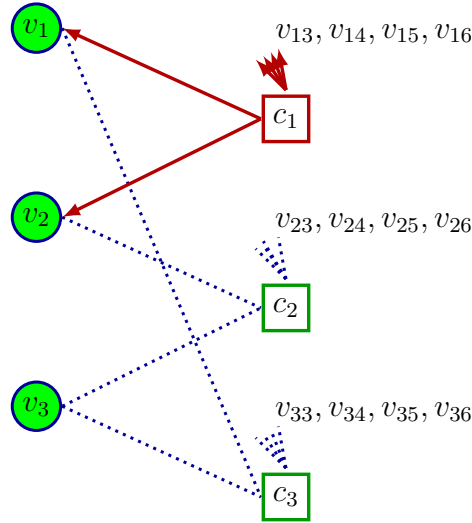 v₁
v₁₃, v₁₄, v₁₅, v₁₆
c₁
v₂
v₂₃, v₂₄, v₂₅, v₂₆
c₂
v₃
v₃₃, v₃₄, v₃₅, v₃₆
c₃